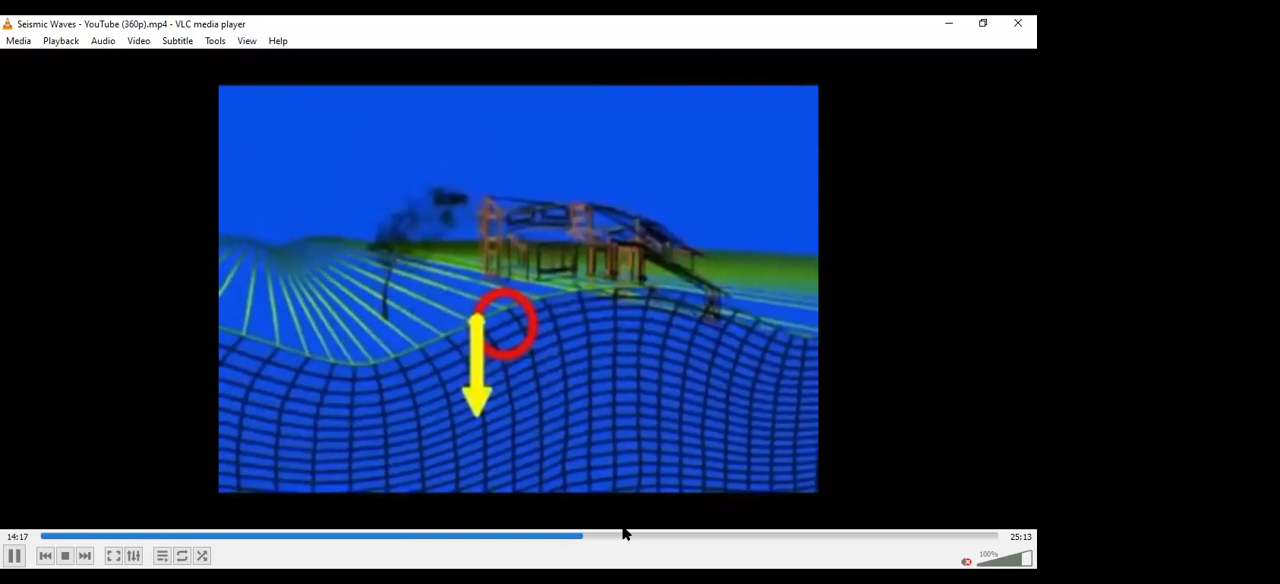 Seismic Waves - YouTube (360p).mp4 - VLC media player
Media Playback Audio Video Subtitle Tools View Help
14:17 25:13
100%